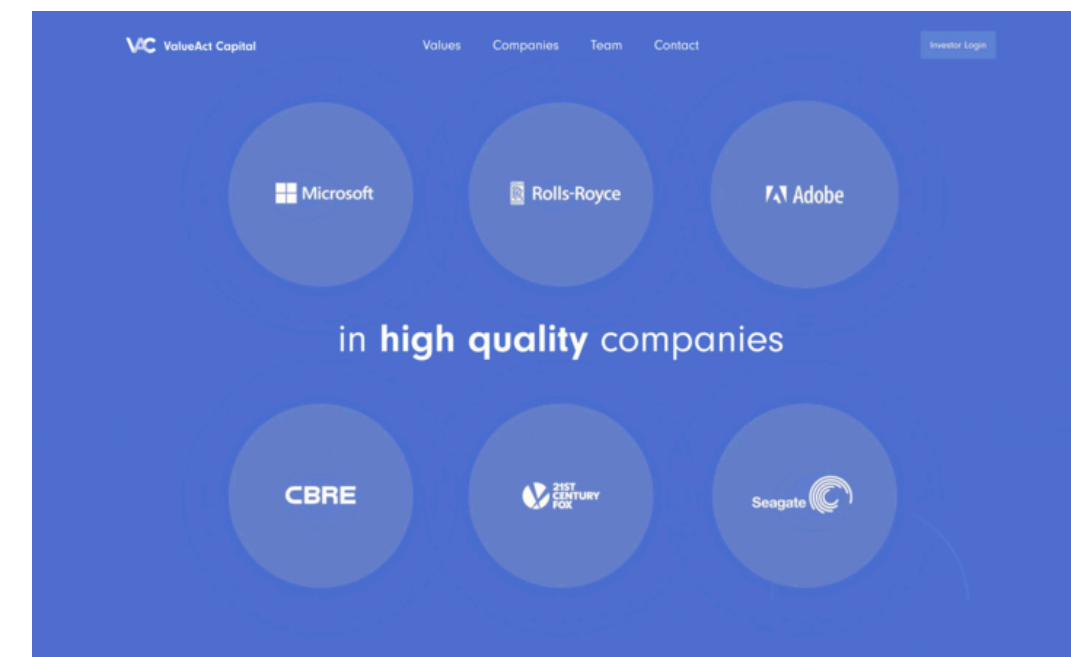 VAC ValueAct Capital
Values Companies Team Contact
Investor Login
Microsoft
Rolls-Royce
Adobe
in high quality companies
CBRE
21ST
CENTURY
FOX
Seagate